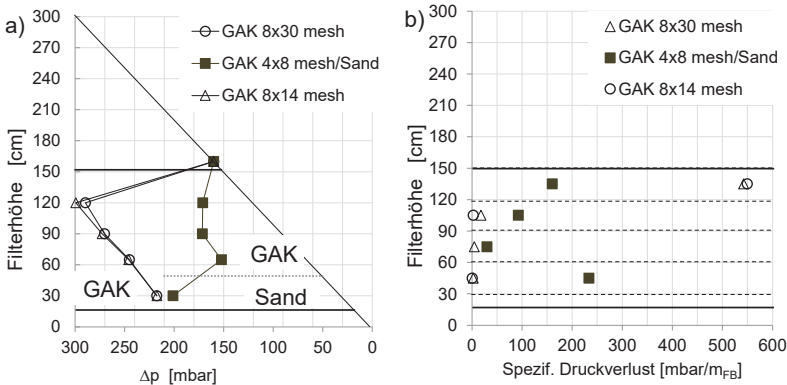 a)
GAK 8x30 mesh
GAK 4x8 mesh/Sand
GAK 8x14 mesh
300
270
240
210
180
150
120
90
60
30
0
Filterhöhe [cm]
GAK
GAK
Sand
300 250 200 150 100 50 0
Δp [mbar]
b)
GAK 8x30 mesh
GAK 4x8 mesh/Sand
GAK 8x14 mesh
300
270
240
210
180
150
120
90
60
30
0
Filterhöhe [cm]
0 100 200 300 400 500 600
Spezif. Druckverlust [mbar/mFB]